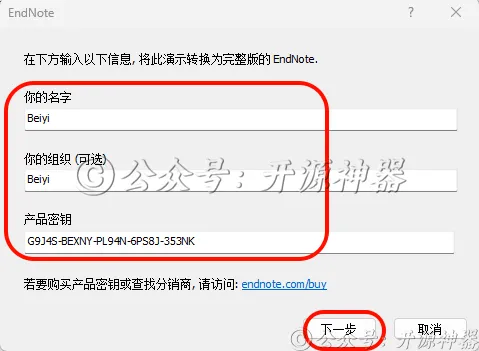 EndNote
在下方输入以下信息, 将此演示转换为完整版的 EndNote.
你的名字
Beiyi
你的组织 (可选)
Beiyi
公众号：开源神器
产品密钥
G9J4S-BEXNY-PL94N-6PS8J-353NK
若要购买产品密钥或查找分销商, 请访问: endnote.com/buy
下一步 取消
公众号：开源神器